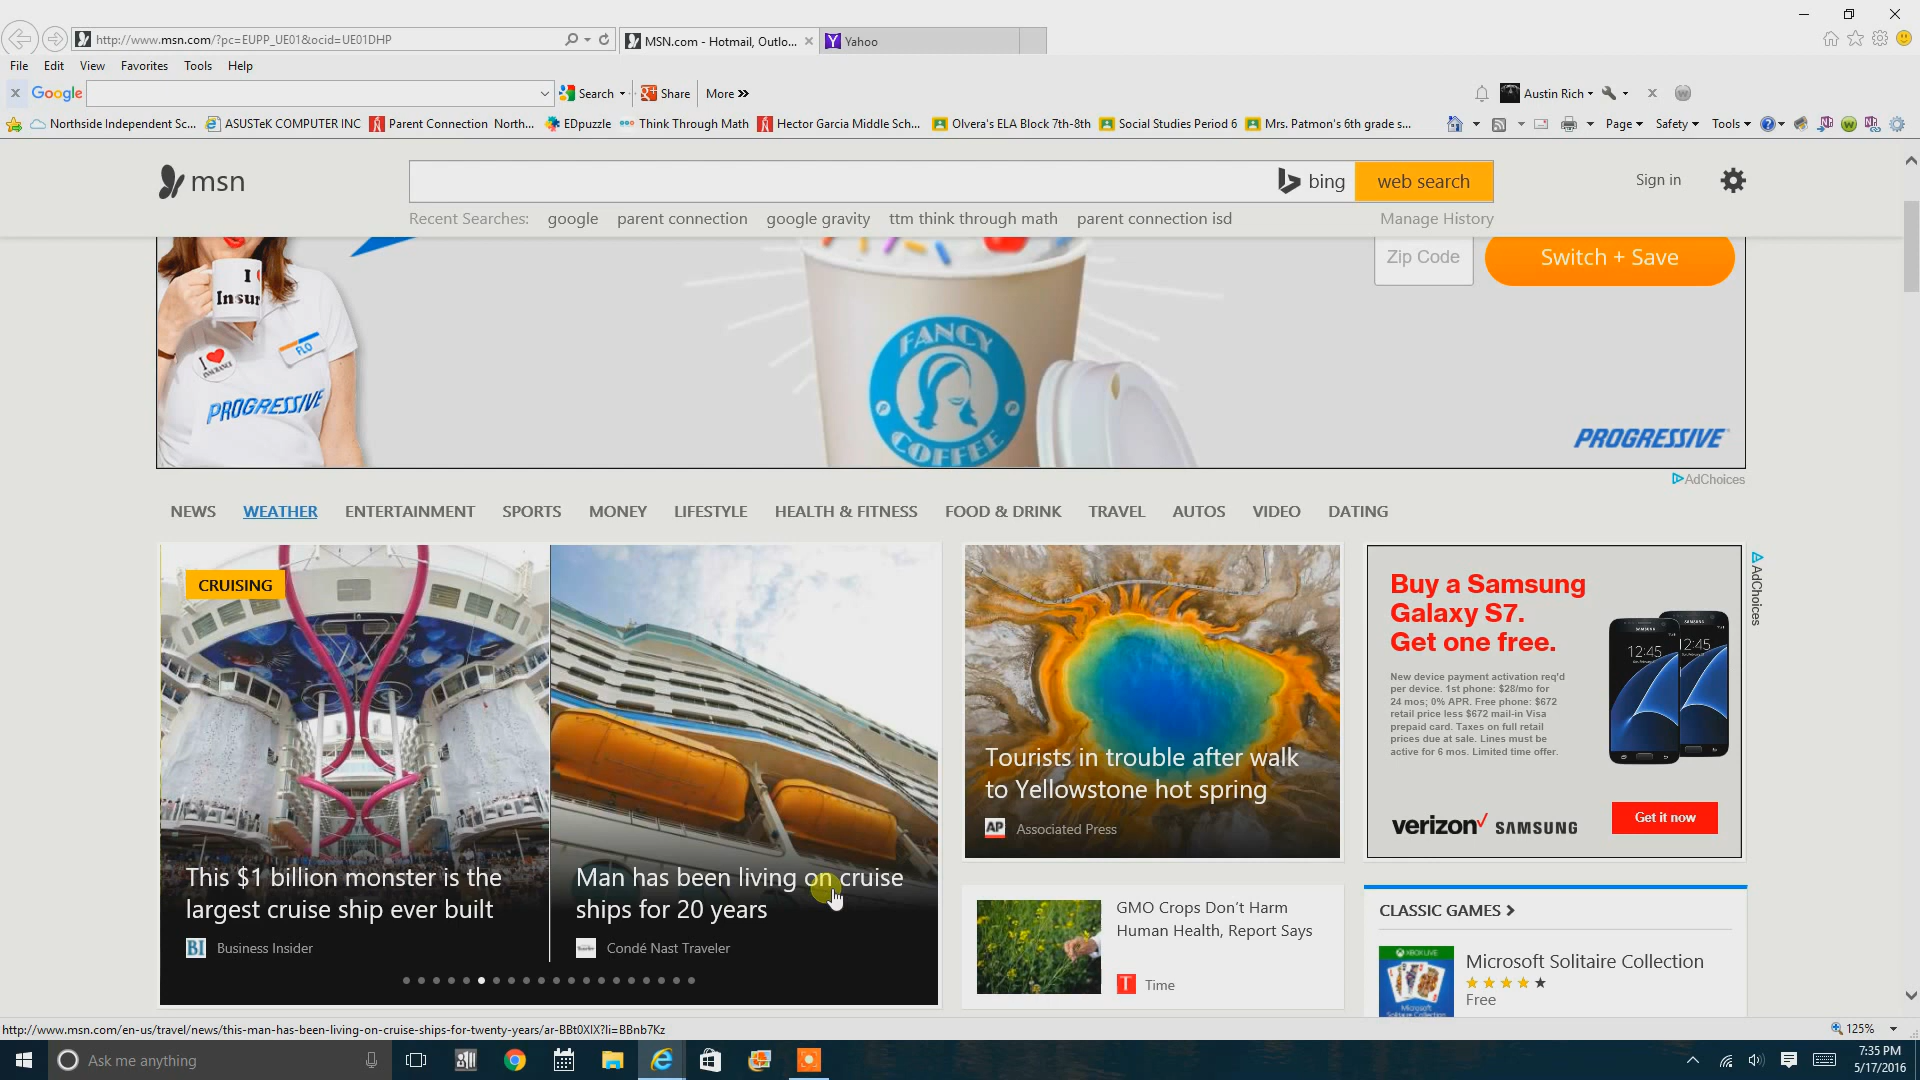 http://www.msn.com/?pc=EUPP_UE01&ocid=UE01DHP
MSN.com - Hotmail, Outlo...
Yahoo
File Edit View Favorites Tools Help
Google
Search
Share
More »
Austin Rich
Northside Independent Sc...
ASUSTeK COMPUTER INC
Parent Connection North...
EDpuzzle
Think Through Math
Hector Garcia Middle Sch...
Olvera's ELA Block 7th-8th
Social Studies Period 6
Mrs. Patmon's 6th grade s...
Page Safety Tools
msn
bing
web search
Sign in
Recent Searches: google parent connection google gravity ttm think through math parent connection isd
Manage History
I
Insur
FLO
I
INSURANCE
PROGRESSIVE
FANCY
COFFEE
P P
Zip Code
Switch + Save
PROGRESSIVE
AdChoices
NEWS WEATHER ENTERTAINMENT SPORTS MONEY LIFESTYLE HEALTH & FITNESS FOOD & DRINK TRAVEL AUTOS VIDEO DATING
CRUISING
This $1 billion monster is the
largest cruise ship ever built
BI Business Insider
Man has been living on cruise
ships for 20 years
Condé Nast Traveler
Tourists in trouble after walk
to Yellowstone hot spring
AP Associated Press
GMO Crops Don't Harm
Human Health, Report Says
T Time
Buy a Samsung
Galaxy S7.
Get one free.
New device payment activation req'd
per device. 1st phone: $28/mo for
24 mos; 0% APR. Free phone: $672
retail price less $672 mail-in Visa
prepaid card. Taxes on full retail
prices due at sale. Lines must be
active for 6 mos. Limited time offer.
SAMSUNG
12:45
SAMSUNG
12:45
verizon SAMSUNG
Get it now
AdChoices
CLASSIC GAMES
XBOX LIVE
Microsoft
Solitaire Collection
Microsoft Solitaire Collection
Free
http://www.msn.com/en-us/travel/news/this-man-has-been-living-on-cruise-ships-for-twenty-years/ar-BBt0XIX?li=BBnb7Kz
125%
Ask me anything
7:35 PM
5/17/2016